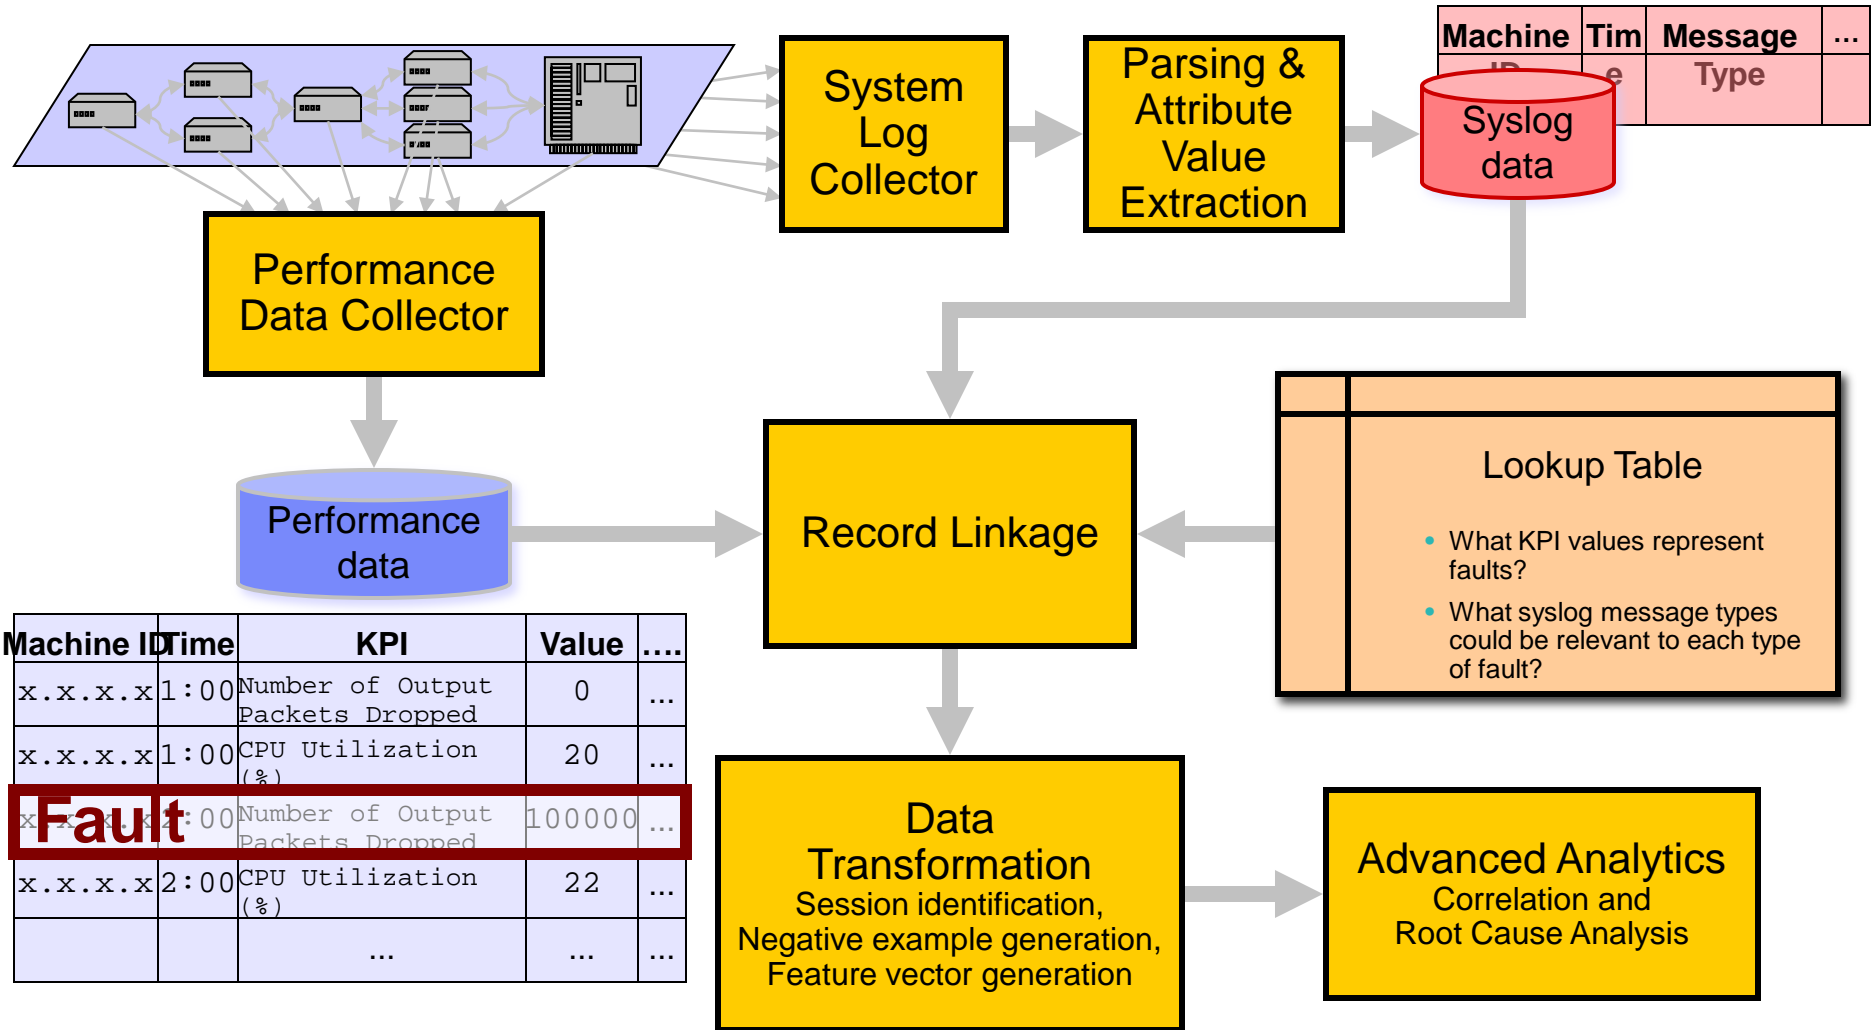 Machine Time Message ...
ID Type
System
Log
Collector
Parsing &
Attribute
Value
Extraction
Syslog
data
Performance
Data Collector
Lookup Table
• What KPI values represent
faults?
• What syslog message types
could be relevant to each type
of fault?
Record Linkage
Performance
data
Machine ID Time KPI Value ....
x.x.x.x 1:00 Number of Output Packets Dropped 0 ...
x.x.x.x 1:00 CPU Utilization (%) 20 ...
Fault
x.x.x.x 2:00 Number of Output Packets Dropped 100000 ...
x.x.x.x 2:00 CPU Utilization (%) 22 ...
... ... ...
Data
Transformation
Session identification,
Negative example generation,
Feature vector generation
Advanced Analytics
Correlation and
Root Cause Analysis